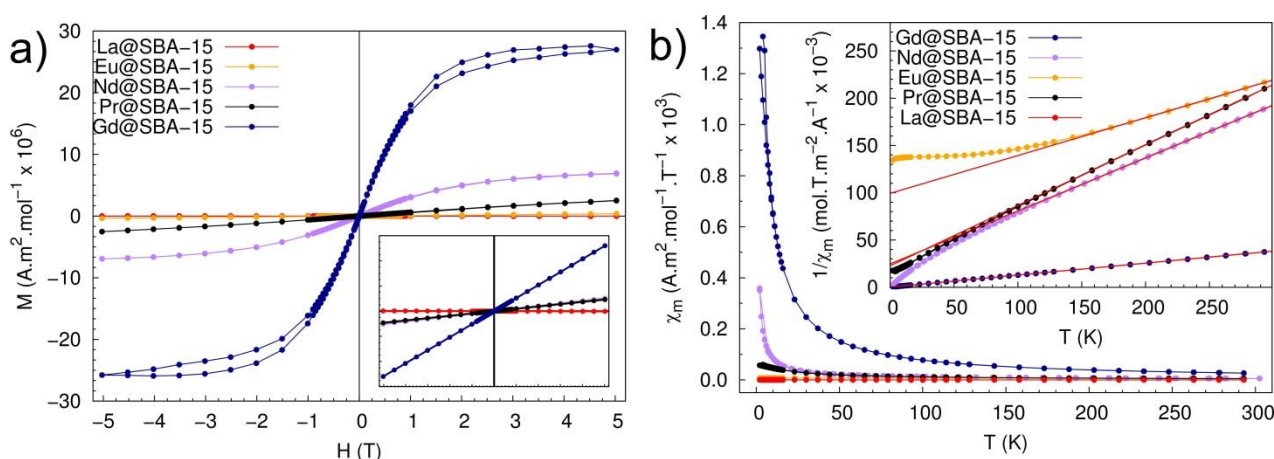 a)
M (A.m².mol⁻¹ x 10⁶)
30
20
10
0
−10
−20
−30
La@SBA−15
Eu@SBA−15
Nd@SBA−15
Pr@SBA−15
Gd@SBA−15
−5 −4 −3 −2 −1 0 1 2 3 4 5
H (T)
b)
χm (A.m².mol⁻¹.T⁻¹ x 10³)
1.4
1.2
1.0
0.8
0.6
0.4
0.2
0.0
1/χm (mol.T.m⁻².A⁻¹ x 10⁻³)
250
200
150
100
50
0
Gd@SBA−15
Nd@SBA−15
Eu@SBA−15
Pr@SBA−15
La@SBA−15
0 50 100 150 200 250
T (K)
0 50 100 150 200 250 300
T (K)